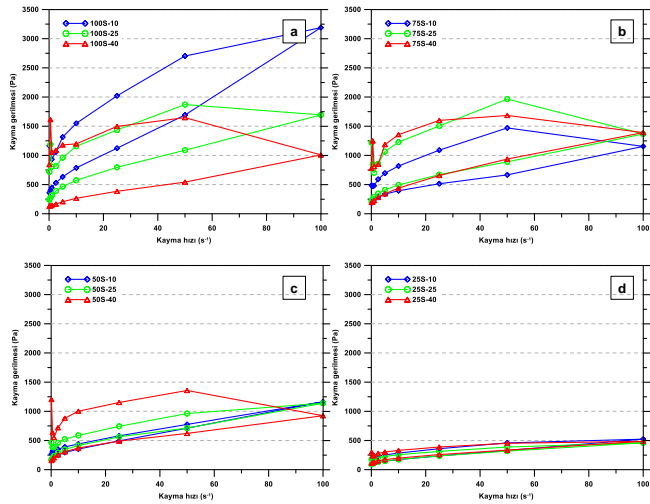 3500
3000
2500
2000
1500
1000
500
0
Kayma gerilmesi (Pa)
100S-10
100S-25
100S-40
a
0 20 40 60 80 100
Kayma hızı (s⁻¹)
3500
3000
2500
2000
1500
1000
500
0
Kayma gerilmesi (Pa)
75S-10
75S-25
75S-40
b
0 20 40 60 80 100
Kayma hızı (s⁻¹)
3500
3000
2500
2000
1500
1000
500
0
Kayma gerilmesi (Pa)
50S-10
50S-25
50S-40
c
0 20 40 60 80 100
Kayma hızı (s⁻¹)
3500
3000
2500
2000
1500
1000
500
0
Kayma gerilmesi (Pa)
25S-10
25S-25
25S-40
d
0 20 40 60 80 100
Kayma hızı (s⁻¹)